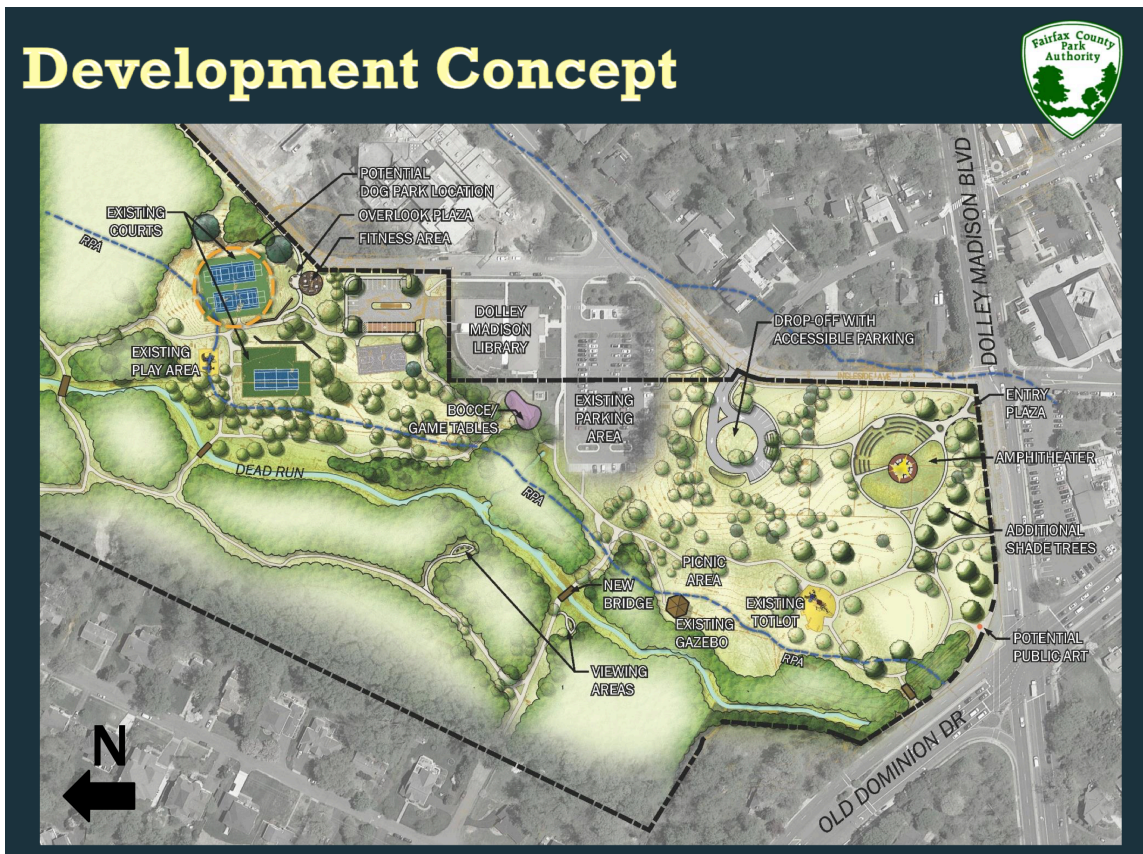 Development Concept
Fairfax County
Park
Authority
POTENTIAL
DOG PARK LOCATION
OVERLOOK PLAZA
FITNESS AREA
EXISTING
COURTS
RPA
DOLLEY MADISON BLVD
DOLLEY
MADISON
LIBRARY
DROP-OFF WITH
ACCESSIBLE PARKING
EXISTING
PLAY AREA
INGLESIDE LANE
ENTRY
PLAZA
BOCCE/
GAME TABLES
EXISTING
PARKING
AREA
AMPHITHEATER
DEAD RUN
RPA
ADDITIONAL
SHADE TREES
NEW
BRIDGE
PICNIC
AREA
EXISTING
TOTLOT
EXISTING
GAZEBO
POTENTIAL
PUBLIC ART
RPA
VIEWING
AREAS
N
OLD DOMINION DR